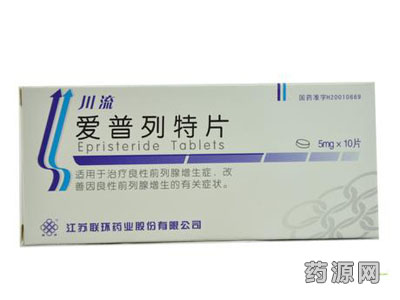 川流
国药准字H20010669
爱普列特片
Epristeride Tablets
5mg×10片
适用于治疗良性前列腺增生症，改
善因良性前列腺增生的有关症状。
江苏联环药业股份有限公司
药源网